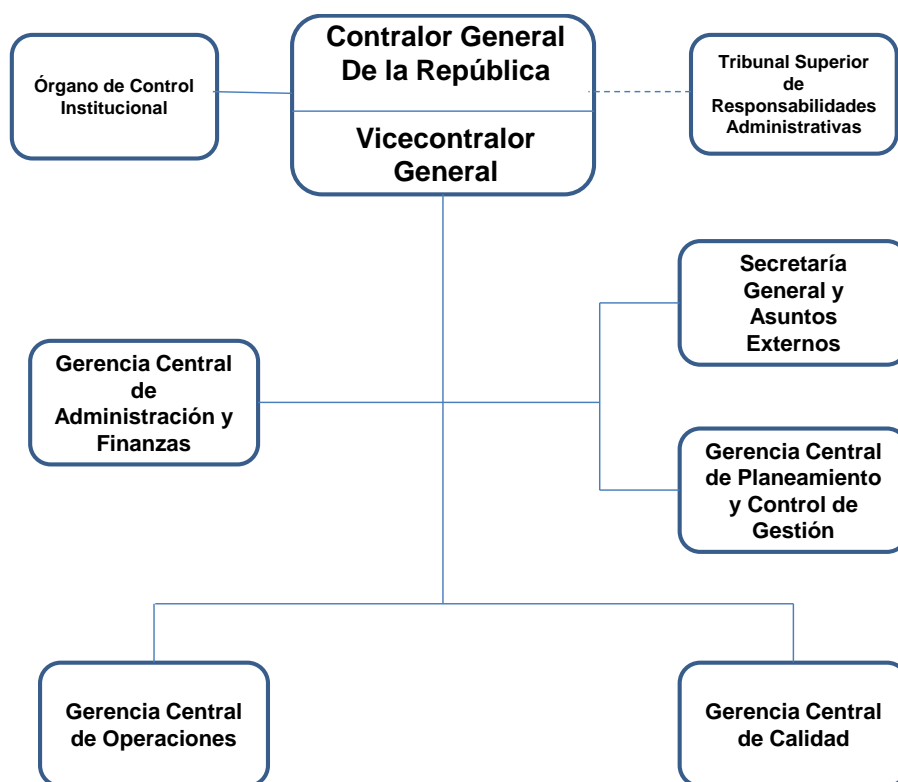 Contralor General
De la República
Vicecontralor
General
Órgano de Control
Institucional
Tribunal Superior
de
Responsabilidades
Administrativas
Secretaría
General y
Asuntos
Externos
Gerencia Central
de
Administración y
Finanzas
Gerencia Central
de Planeamiento
y Control de
Gestión
Gerencia Central
de Operaciones
Gerencia Central
de Calidad